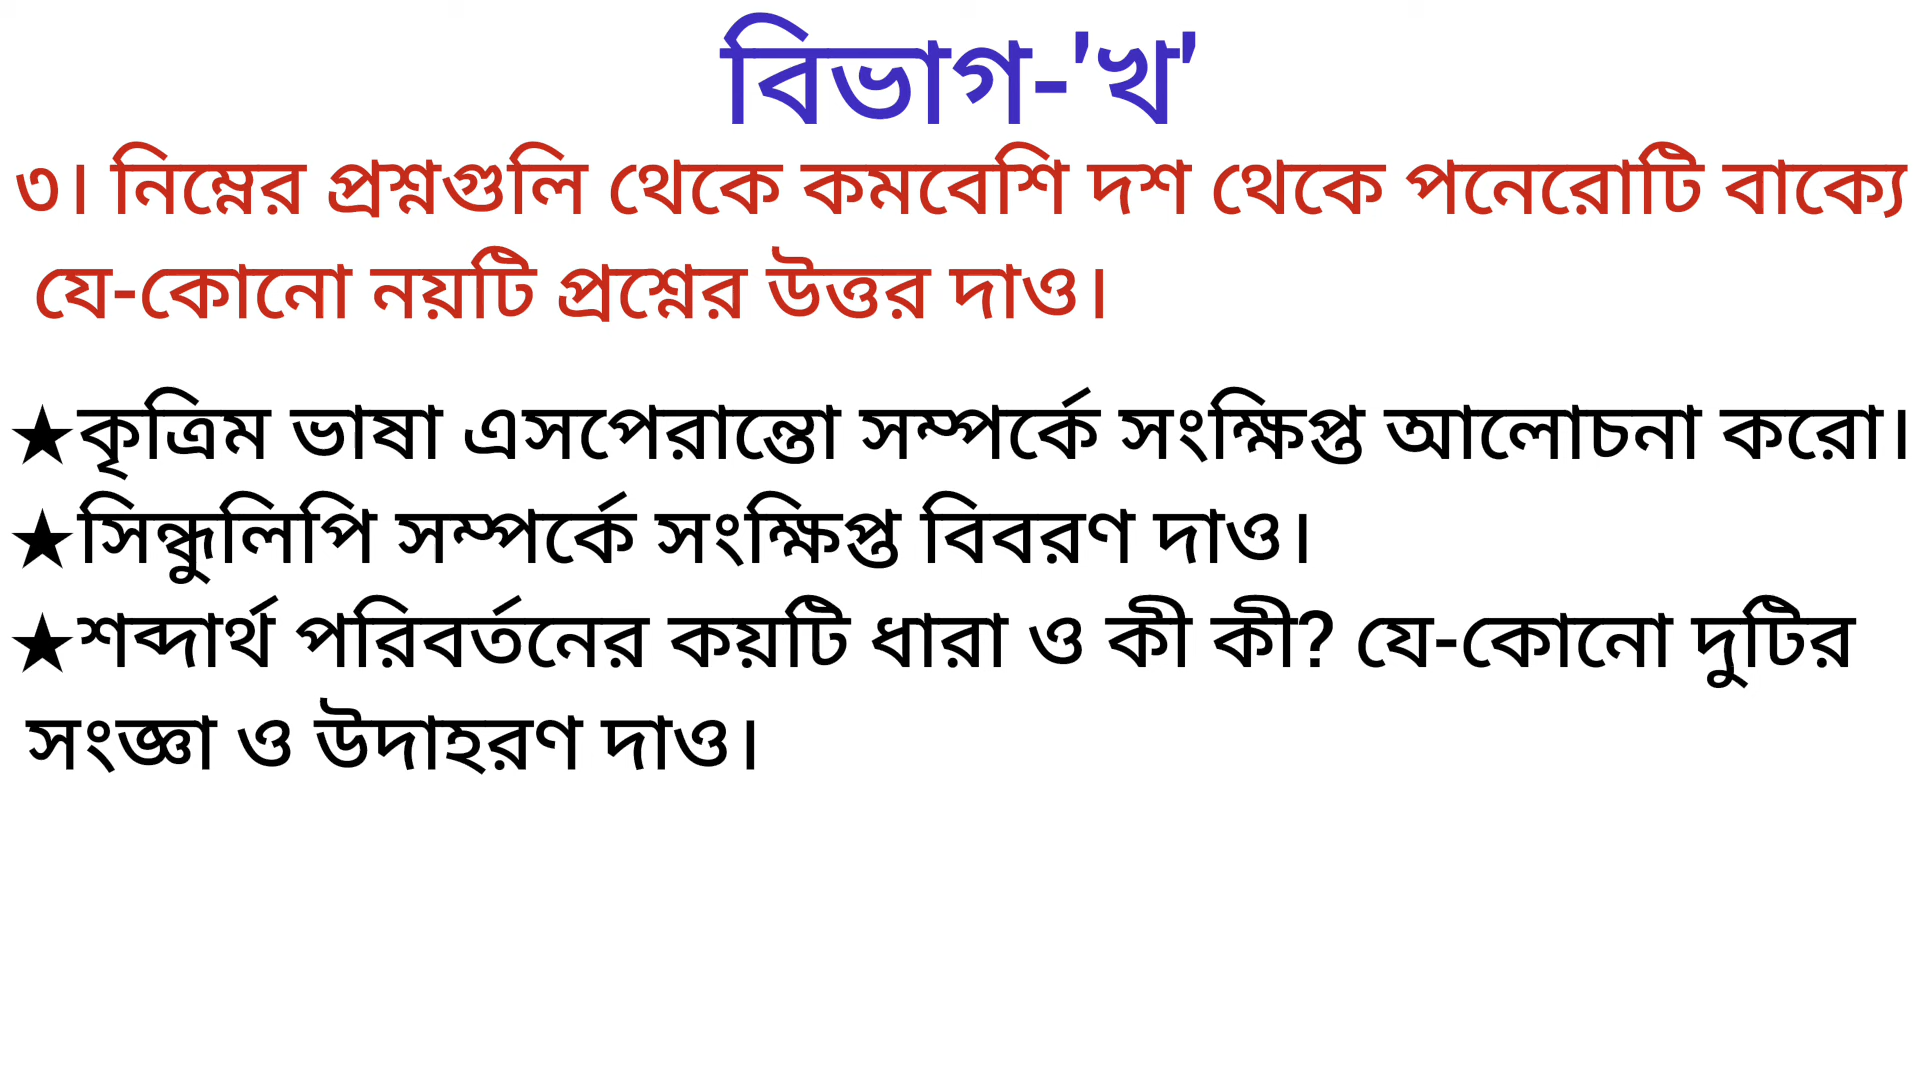 বিভাগ-'খ'
৩। নিম্নের প্রশ্নগুলি থেকে কমবেশি দশ থেকে পনেরোটি বাক্যে
যে-কোনো নয়টি প্রশ্নের উত্তর দাও।
★কৃত্রিম ভাষা এসপেরান্তো সম্পর্কে সংক্ষিপ্ত আলোচনা করো।
★সিন্ধুলিপি সম্পর্কে সংক্ষিপ্ত বিবরণ দাও।
★শব্দার্থ পরিবর্তনের কয়টি ধারা ও কী কী? যে-কোনো দুটির
সংজ্ঞা ও উদাহরণ দাও।